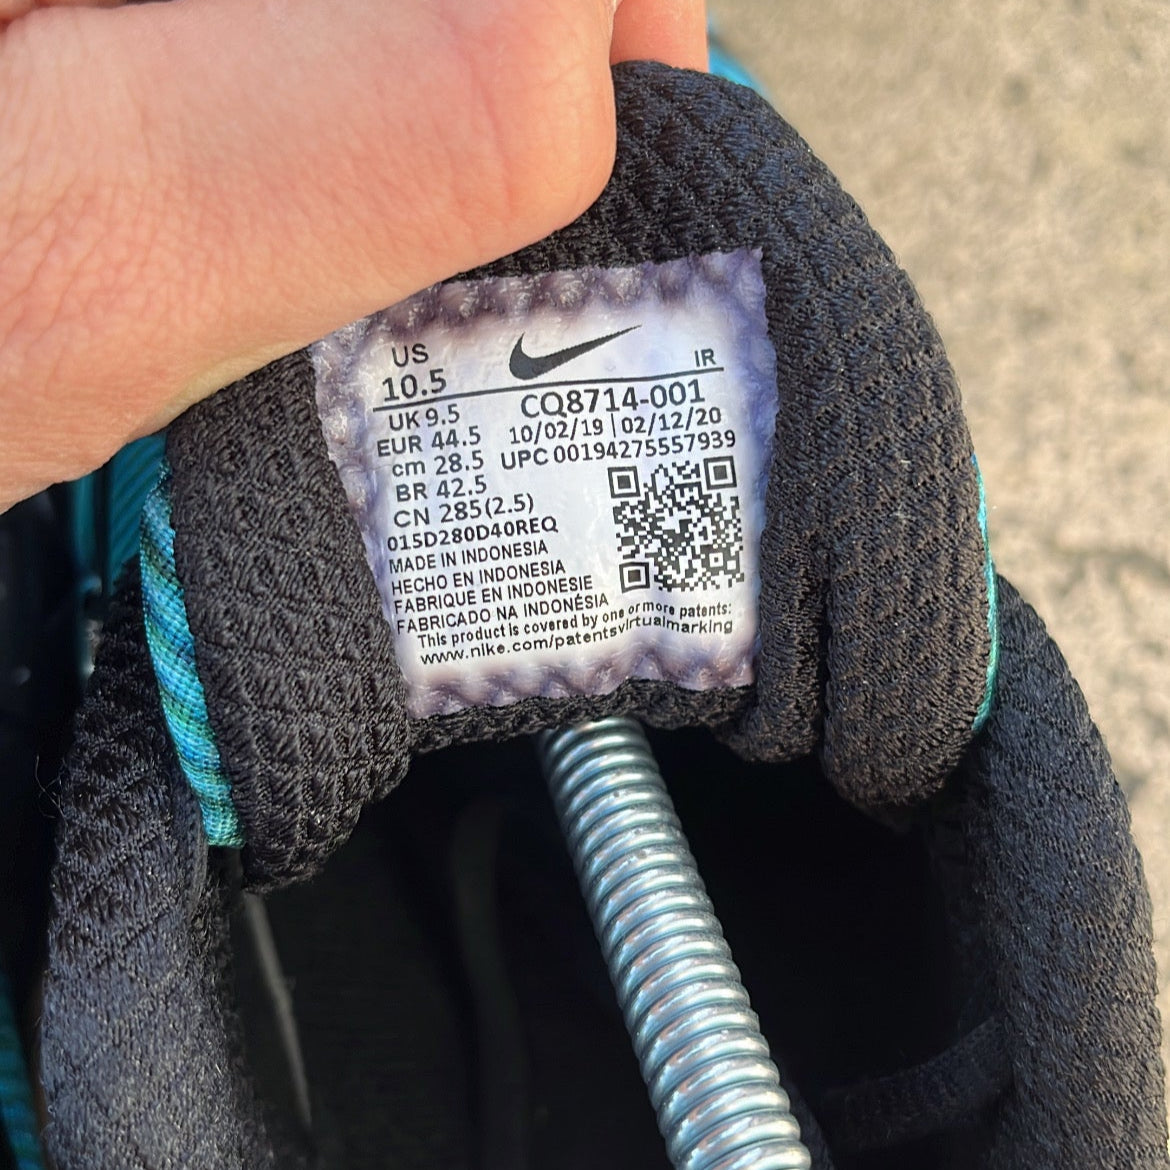 US
10.5
IR
UK 9.5
CQ8714-001
EUR 44.5
10/02/19 | 02/12/20
cm 28.5
UPC 00194275557939
BR 42.5
CN 285(2.5)
015D280D40REQ
MADE IN INDONESIA
HECHO EN INDONESIA
FABRIQUE EN INDONESIE
FABRICADO NA INDONÉSIA
This product is covered by one or more patents:
www.nike.com/patentsvirtualmarking